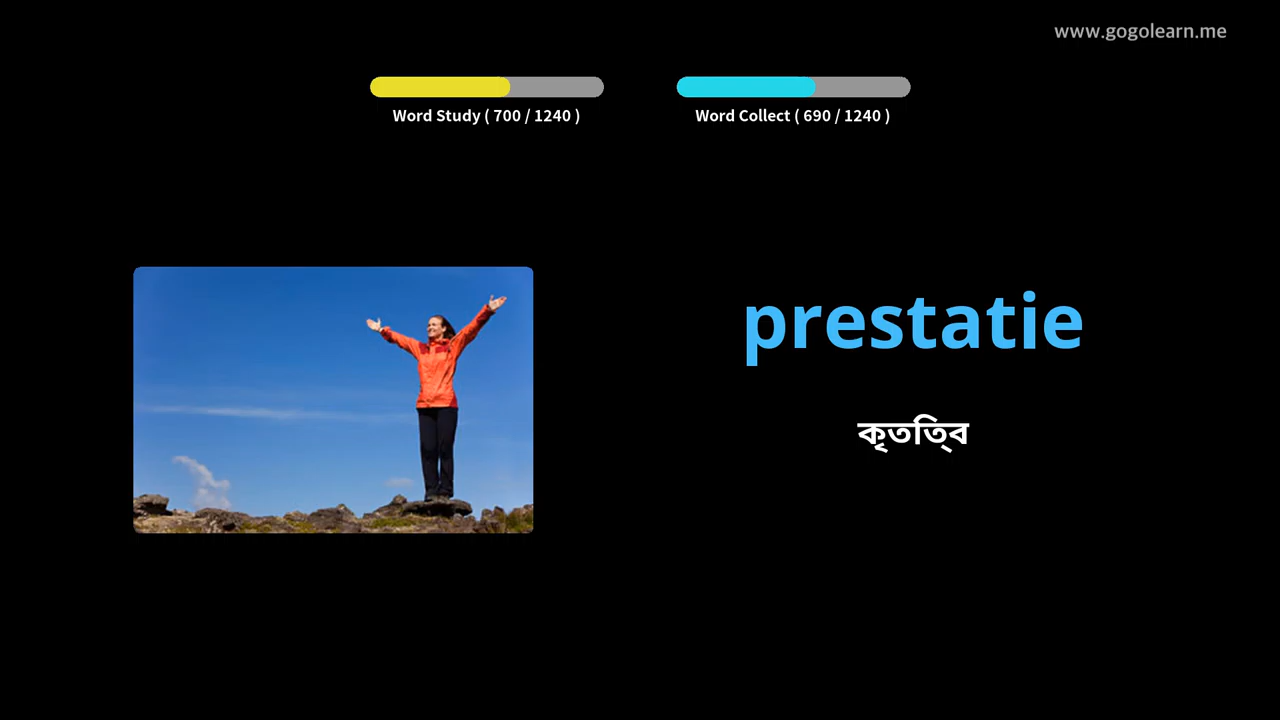 www.gogolearn.me
Word Study ( 700 / 1240 )
Word Collect ( 690 / 1240 )
prestatie
কৃতিত্ব